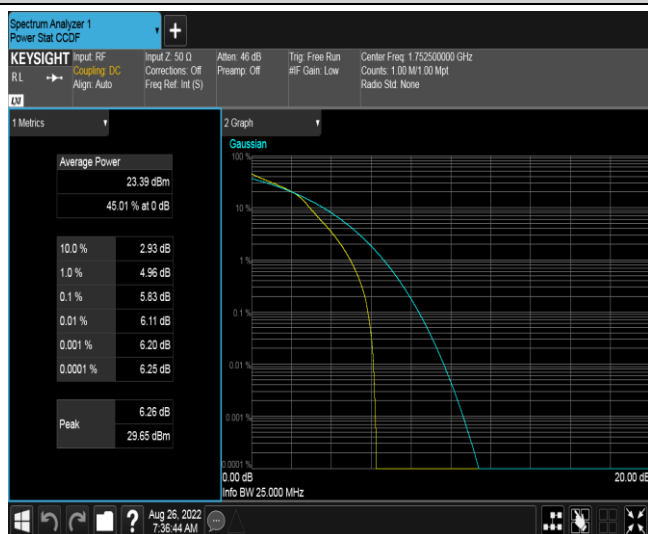 Spectrum Analyzer 1
Power Stat CCDF
+
KEYSIGHT
RL
LXI
Input: RF
Coupling: DC
Align: Auto
Input Z: 50 Ω
Corrections: Off
Freq Ref: Int (S)
Atten: 46 dB
Preamp: Off
Trig: Free Run
#IF Gain: Low
Center Freq: 1.752500000 GHz
Counts: 1.00 M/1.00 Mpt
Radio Std: None
1 Metrics
Average Power
23.39 dBm
45.01 % at 0 dB
10.0 % 2.93 dB
1.0 % 4.96 dB
0.1 % 5.83 dB
0.01 % 6.11 dB
0.001 % 6.20 dB
0.0001 % 6.25 dB
Peak
6.26 dB
29.65 dBm
2 Graph
Gaussian
100 %
10 %
1 %
0.1 %
0.01 %
0.001 %
0.0001 %
0.00 dB
20.00 dB
Info BW 25.000 MHz
?
Aug 26, 2022
7:36:44 AM